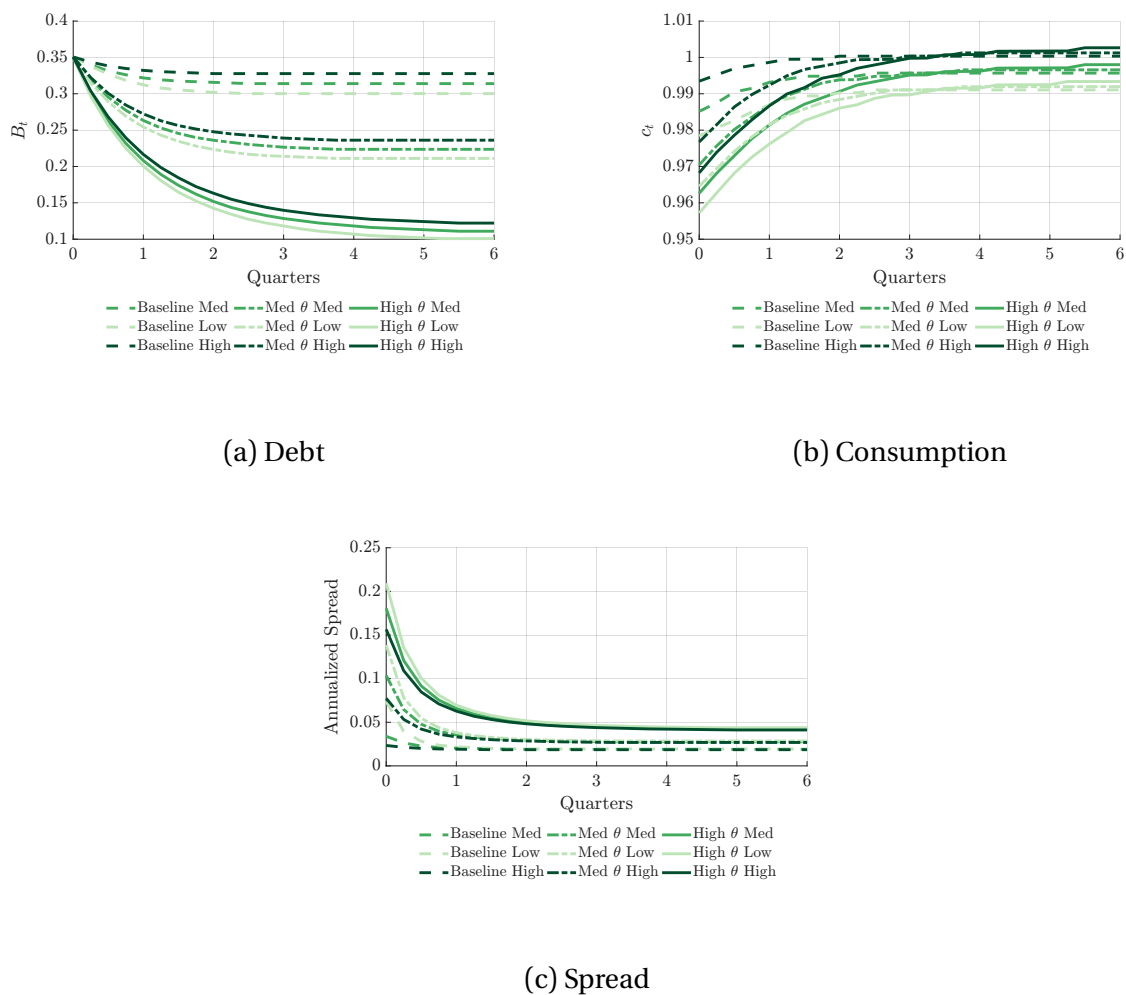 0.4
0.35
0.3
0.25
0.2
0.15
0.1
B_t
0 1 2 3 4 5 6
Quarters
Baseline Med Med θ Med High θ Med
Baseline Low Med θ Low High θ Low
Baseline High Med θ High High θ High
(a) Debt
1.01
1
0.99
0.98
0.97
0.96
0.95
c_t
0 1 2 3 4 5 6
Quarters
Baseline Med Med θ Med High θ Med
Baseline Low Med θ Low High θ Low
Baseline High Med θ High High θ High
(b) Consumption
0.25
0.2
0.15
0.1
0.05
0
Annualized Spread
0 1 2 3 4 5 6
Quarters
Baseline Med Med θ Med High θ Med
Baseline Low Med θ Low High θ Low
Baseline High Med θ High High θ High
(c) Spread